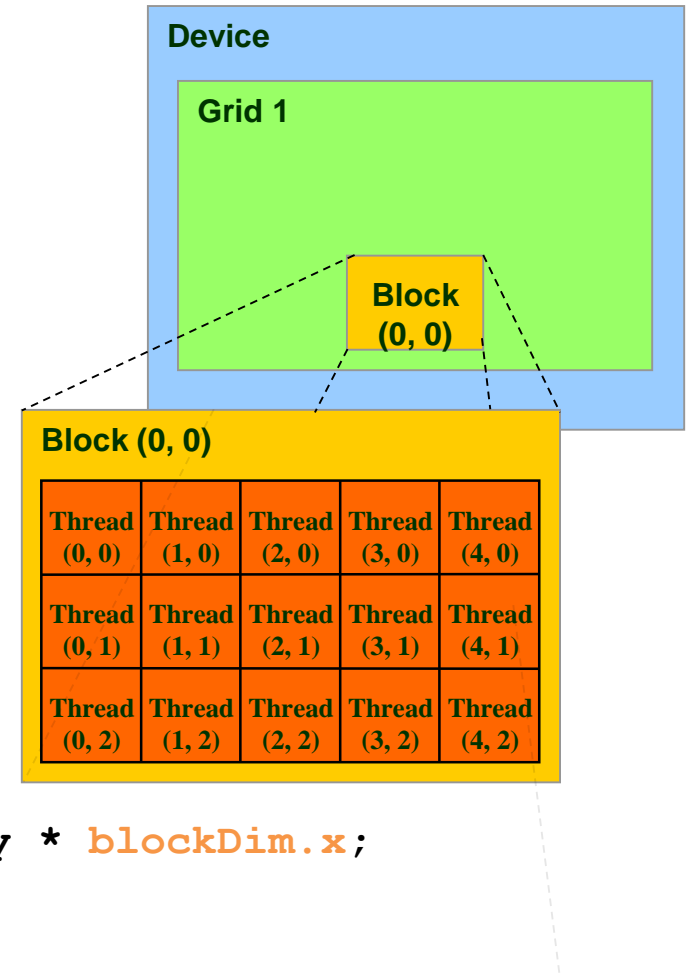 Device
Grid 1
Block
(0, 0)
Block (0, 0)
Thread Thread Thread Thread Thread
(0, 0) (1, 0) (2, 0) (3, 0) (4, 0)
Thread Thread Thread Thread Thread
(0, 1) (1, 1) (2, 1) (3, 1) (4, 1)
Thread Thread Thread Thread Thread
(0, 2) (1, 2) (2, 2) (3, 2) (4, 2)
y * blockDim.x;